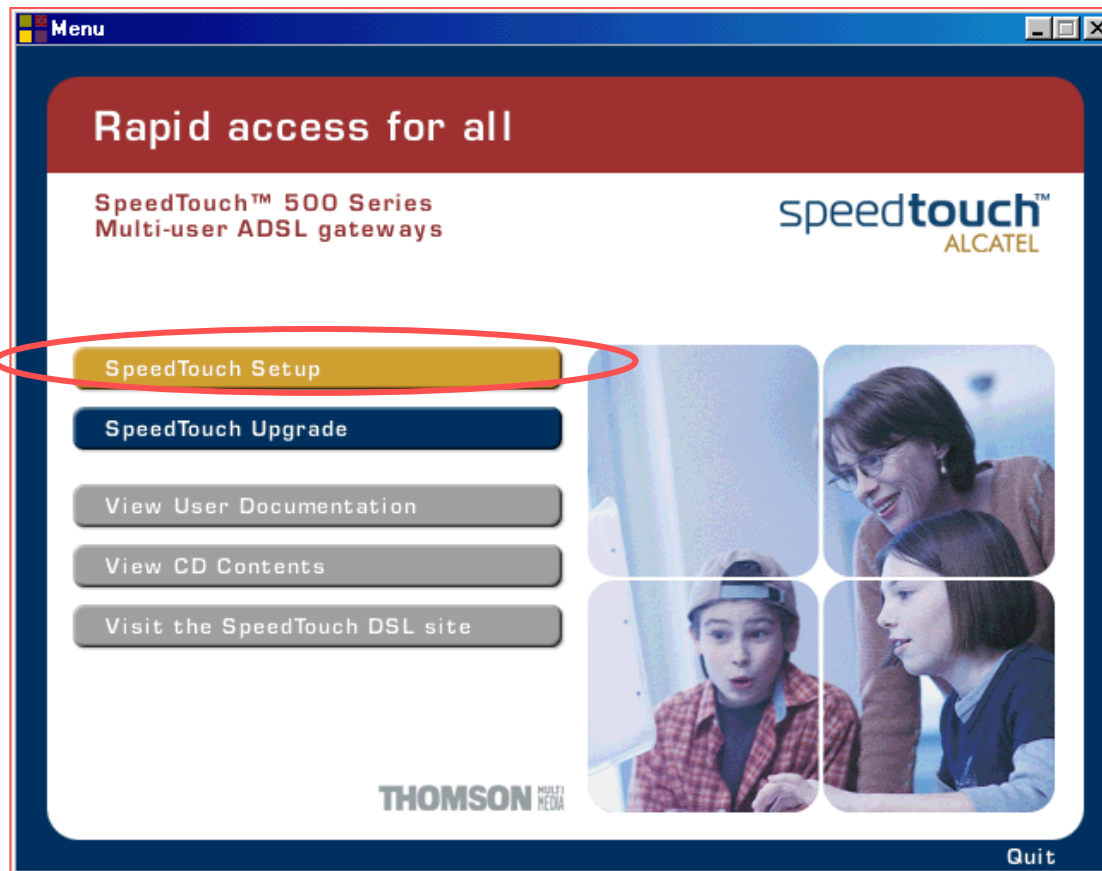 Menu
Rapid access for all
SpeedTouch™ 500 Series
Multi-user ADSL gateways
speedtouch™
ALCATEL
SpeedTouch Setup
SpeedTouch Upgrade
View User Documentation
View CD Contents
Visit the SpeedTouch DSL site
THOMSON MULTI MEDIA
Quit